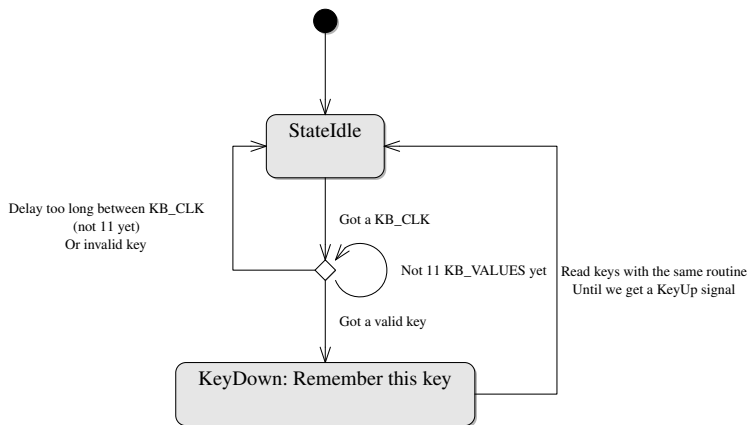 StateIdle
Delay too long between KB_CLK
(not 11 yet)
Or invalid key
Got a KB_CLK
Not 11 KB_VALUES yet
Read keys with the same routine
Until we get a KeyUp signal
Got a valid key
KeyDown: Remember this key